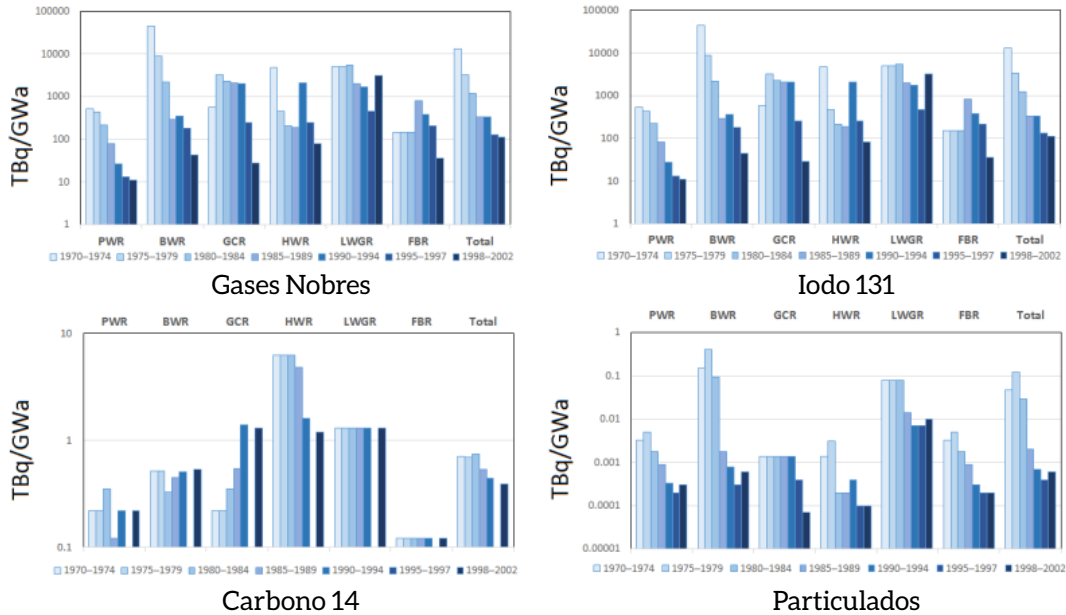 100000
10000
1000
100
10
1
TBq/GWa
PWR BWR GCR HWR LWGR FBR Total
1970–1974 1975–1979 1980–1984 1985–1989 1990–1994 1995–1997 1998–2002
Gases Nobres
100000
10000
1000
100
10
1
TBq/GWa
PWR BWR GCR HWR LWGR FBR Total
1970–1974 1975–1979 1980–1984 1985–1989 1990–1994 1995–1997 1998–2002
Iodo 131
PWR BWR GCR HWR LWGR FBR Total
10
1
0.1
TBq/GWa
1970–1974 1975–1979 1980–1984 1985–1989 1990–1994 1995–1997 1998–2002
Carbono 14
PWR BWR GCR HWR LWGR FBR Total
1
0.1
0.01
0.001
0.0001
0.00001
TBq/GWa
1970–1974 1975–1979 1980–1984 1985–1989 1990–1994 1995–1997 1998–2002
Particulados